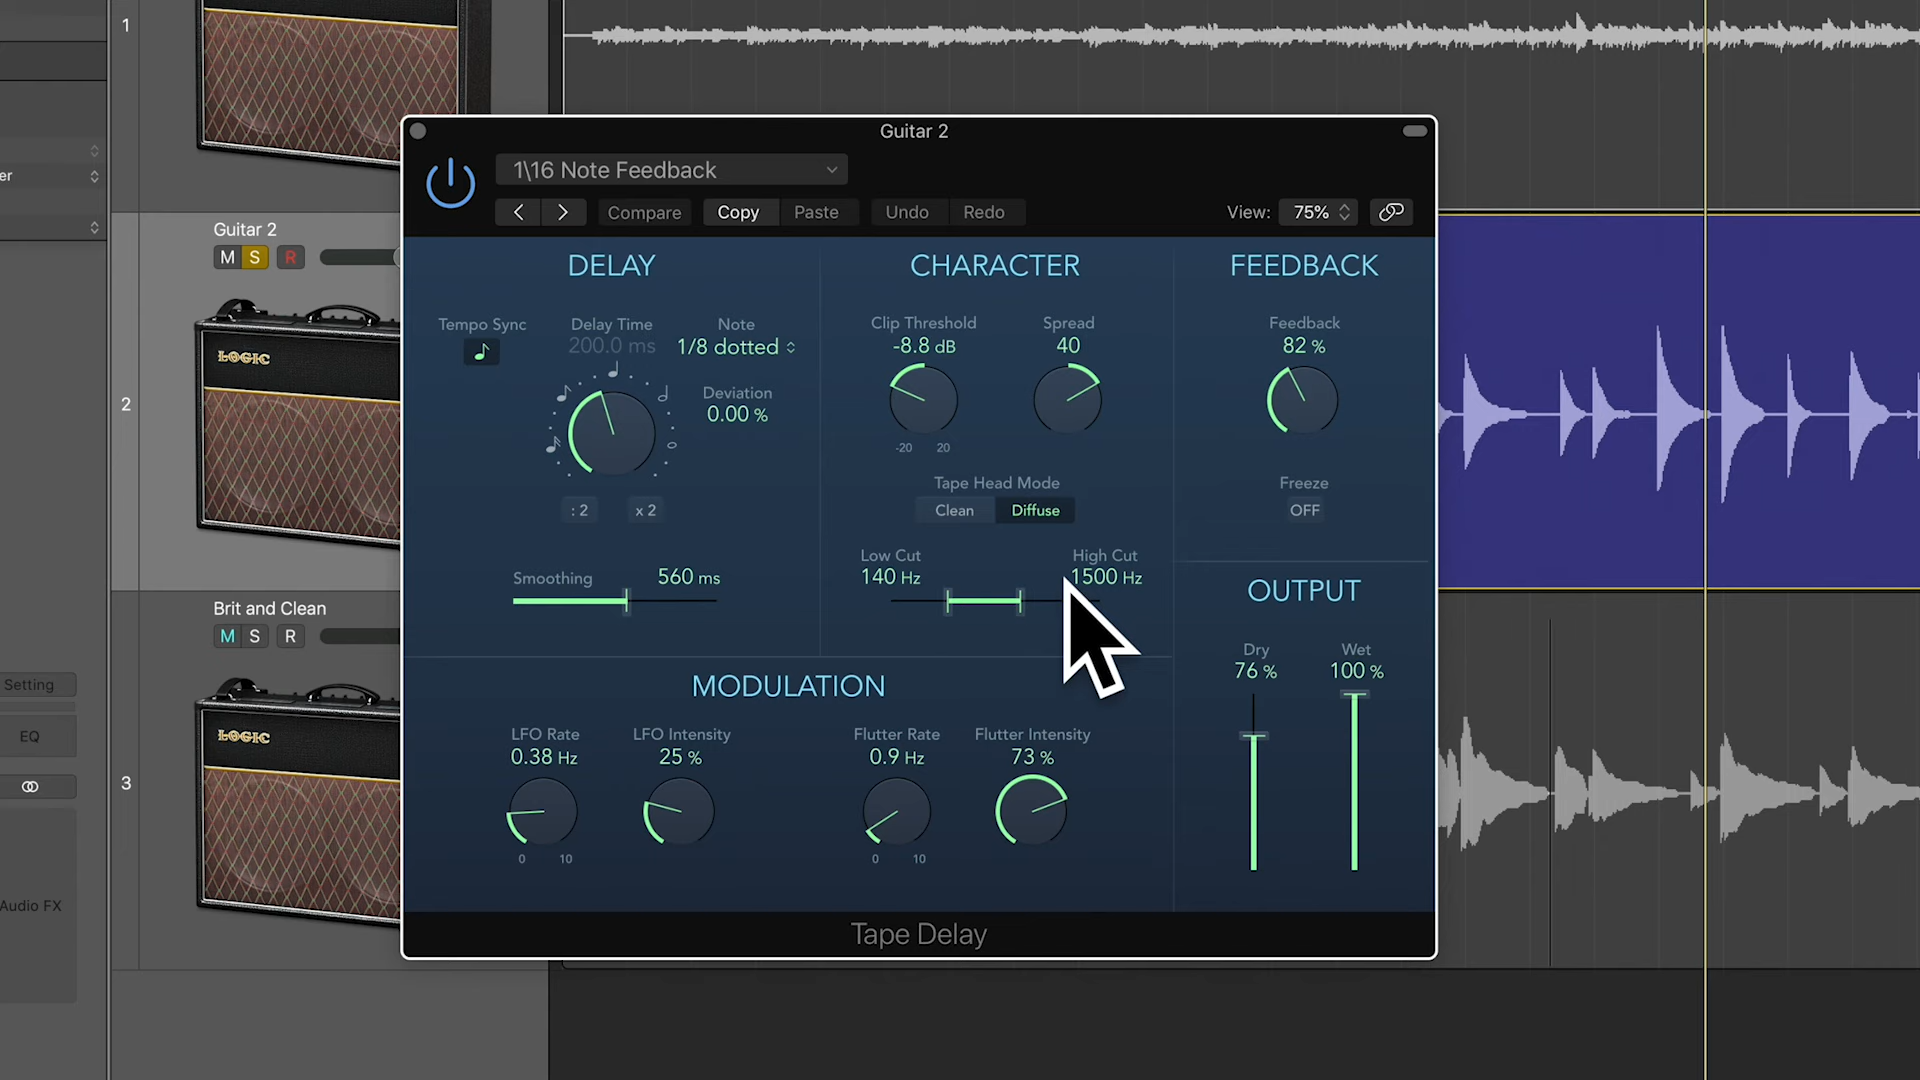 1
Guitar 2
1\16 Note Feedback
Compare
Copy
Paste
Undo
Redo
View:
75%
er
Guitar 2
M S R
LOGIC
2
DELAY
Tempo Sync
Delay Time
200.0 ms
Note
1/8 dotted
Deviation
0.00 %
: 2
x 2
Smoothing
560 ms
CHARACTER
Clip Threshold
-8.8 dB
-20 20
Spread
40
Tape Head Mode
Clean
Diffuse
Low Cut
140 Hz
High Cut
1500 Hz
FEEDBACK
Feedback
82 %
Freeze
OFF
MODULATION
LFO Rate
0.38 Hz
0 10
LFO Intensity
25 %
Flutter Rate
0.9 Hz
0 10
Flutter Intensity
73 %
OUTPUT
Dry
76 %
Wet
100 %
Tape Delay
Brit and Clean
M S R
LOGIC
3
Setting
EQ
Audio FX